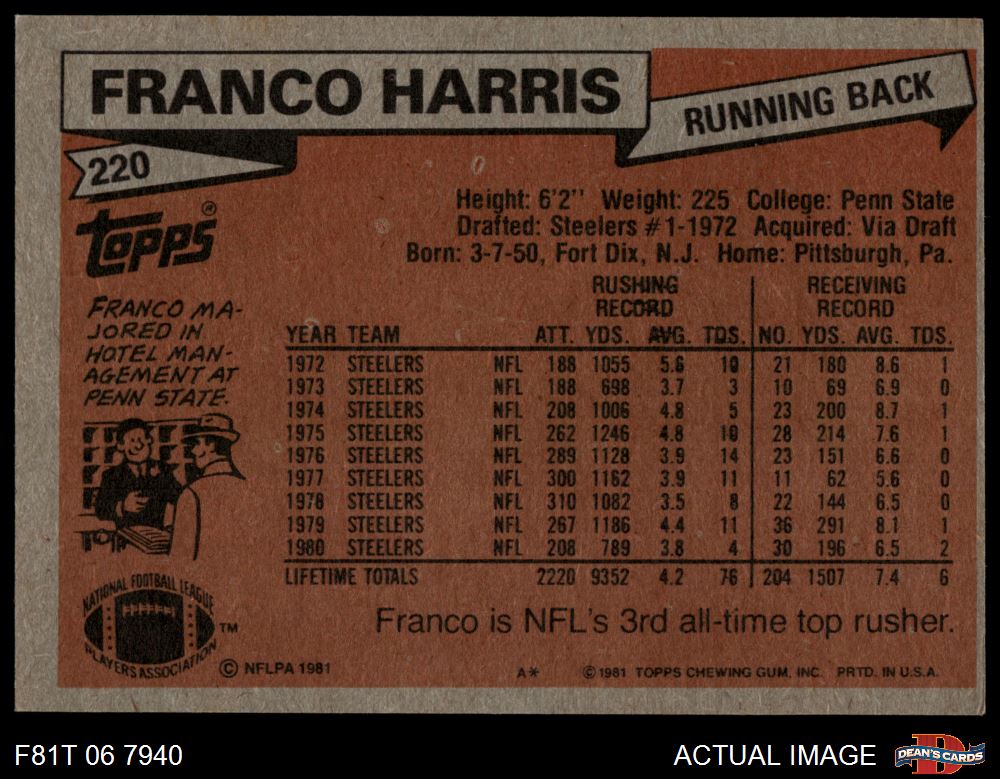 FRANCO HARRIS
RUNNING BACK
220
TOPPS®
Height: 6'2'' Weight: 225 College: Penn State
Drafted: Steelers #1-1972 Acquired: Via Draft
Born: 3-7-50, Fort Dix, N.J. Home: Pittsburgh, Pa.
FRANCO MA-
JORED IN
HOTEL MAN-
AGEMENT AT
PENN STATE.
RUSHING RECORD RECEIVING RECORD
YEAR TEAM ATT. YDS. AVG. TDS. NO. YDS. AVG. TDS.
1972 STEELERS NFL 188 1055 5.6 10 21 180 8.6 1
1973 STEELERS NFL 188 698 3.7 3 10 69 6.9 0
1974 STEELERS NFL 208 1006 4.8 5 23 200 8.7 1
1975 STEELERS NFL 262 1246 4.8 10 28 214 7.6 1
1976 STEELERS NFL 289 1128 3.9 14 23 151 6.6 0
1977 STEELERS NFL 300 1162 3.9 11 11 62 5.6 0
1978 STEELERS NFL 310 1082 3.5 8 22 144 6.5 0
1979 STEELERS NFL 267 1186 4.4 11 36 291 8.1 1
1980 STEELERS NFL 208 789 3.8 4 30 196 6.5 2
LIFETIME TOTALS 2220 9352 4.2 76 204 1507 7.4 6
Franco is NFL's 3rd all-time top rusher.
NATIONAL FOOTBALL LEAGUE
PLAYERS ASSOCIATION
TM
© NFLPA 1981
A*
© 1981 TOPPS CHEWING GUM, INC. PRTD. IN U.S.A.
F81T 06 7940
ACTUAL IMAGE
D
DEAN'S CARDS